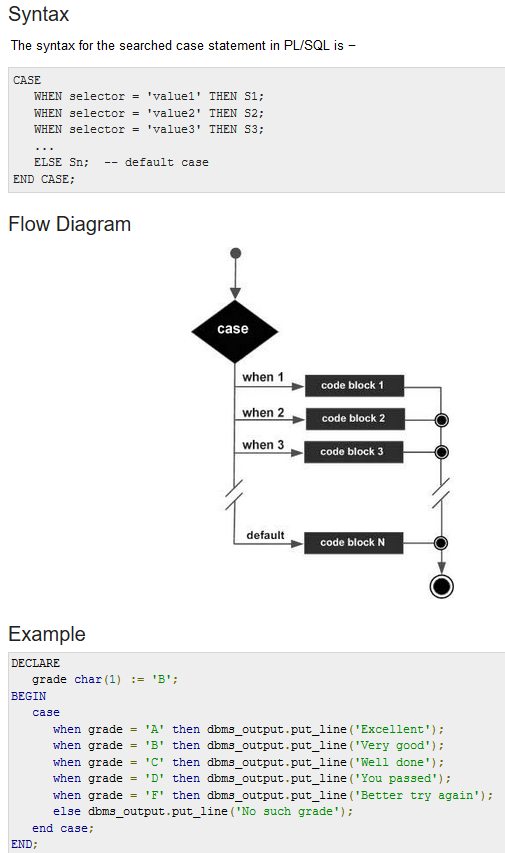 Syntax
The syntax for the searched case statement in PL/SQL is −
CASE
   WHEN selector = 'value1' THEN S1;
   WHEN selector = 'value2' THEN S2;
   WHEN selector = 'value3' THEN S3;
   ...
   ELSE Sn;  -- default case
END CASE;
Flow Diagram
case
when 1
code block 1
when 2
code block 2
when 3
code block 3
default
code block N
Example
DECLARE
   grade char(1) := 'B';
BEGIN
   case
      when grade = 'A' then dbms_output.put_line('Excellent');
      when grade = 'B' then dbms_output.put_line('Very good');
      when grade = 'C' then dbms_output.put_line('Well done');
      when grade = 'D' then dbms_output.put_line('You passed');
      when grade = 'F' then dbms_output.put_line('Better try again');
      else dbms_output.put_line('No such grade');
   end case;
END;